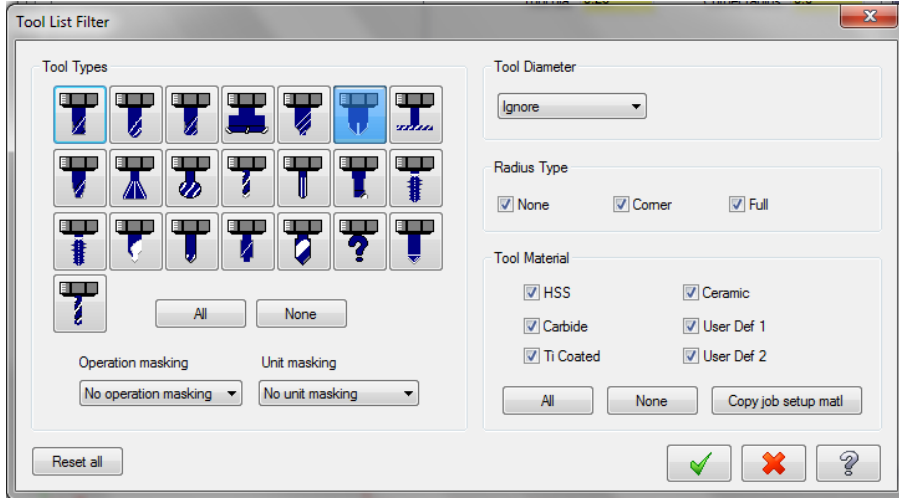 Tool List Filter
Tool Types
All
None
Operation masking
Unit masking
No operation masking
No unit masking
Reset all
Tool Diameter
Ignore
Radius Type
None
Corner
Full
Tool Material
HSS
Ceramic
Carbide
User Def 1
Ti Coated
User Def 2
All
None
Copy job setup matl